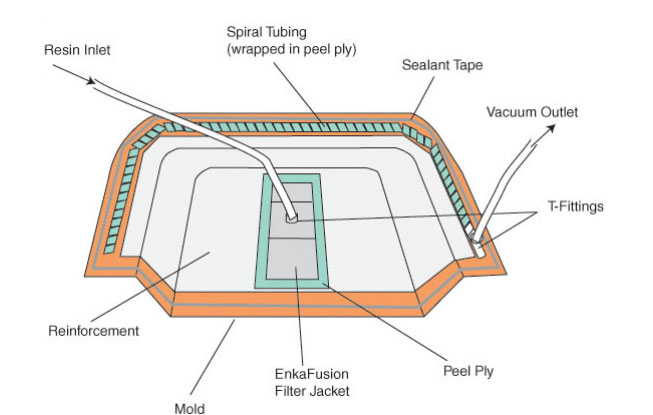 Spiral Tubing
(wrapped in peel ply)
Resin Inlet
Sealant Tape
Vacuum Outlet
T-Fittings
Reinforcement
EnkaFusion
Filter Jacket
Peel Ply
Mold